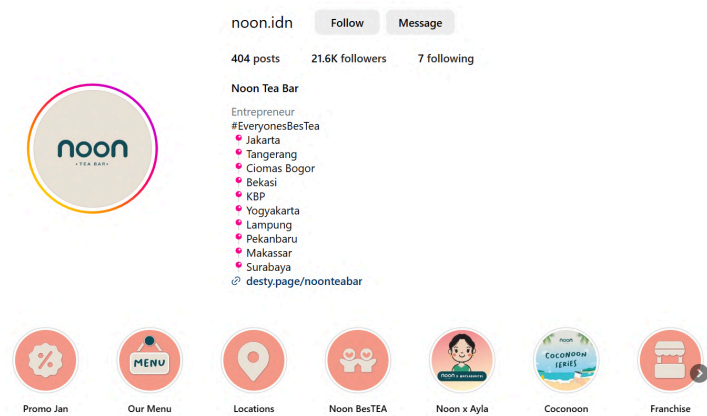 noon.idn
Follow
Message
404 posts
21.6K followers
7 following
Noon Tea Bar
Entrepreneur
#EveryonesBesTea
Jakarta
Tangerang
Ciomas Bogor
Bekasi
KBP
Yogyakarta
Lampung
Pekanbaru
Makassar
Surabaya
desty.page/noonteabar
noon
• TEA BAR •
MENU
noon x
noon
COCONOON
SERIES
Promo Jan
Our Menu
Locations
Noon BesTEA
Noon x Ayla
Coconoon
Franchise